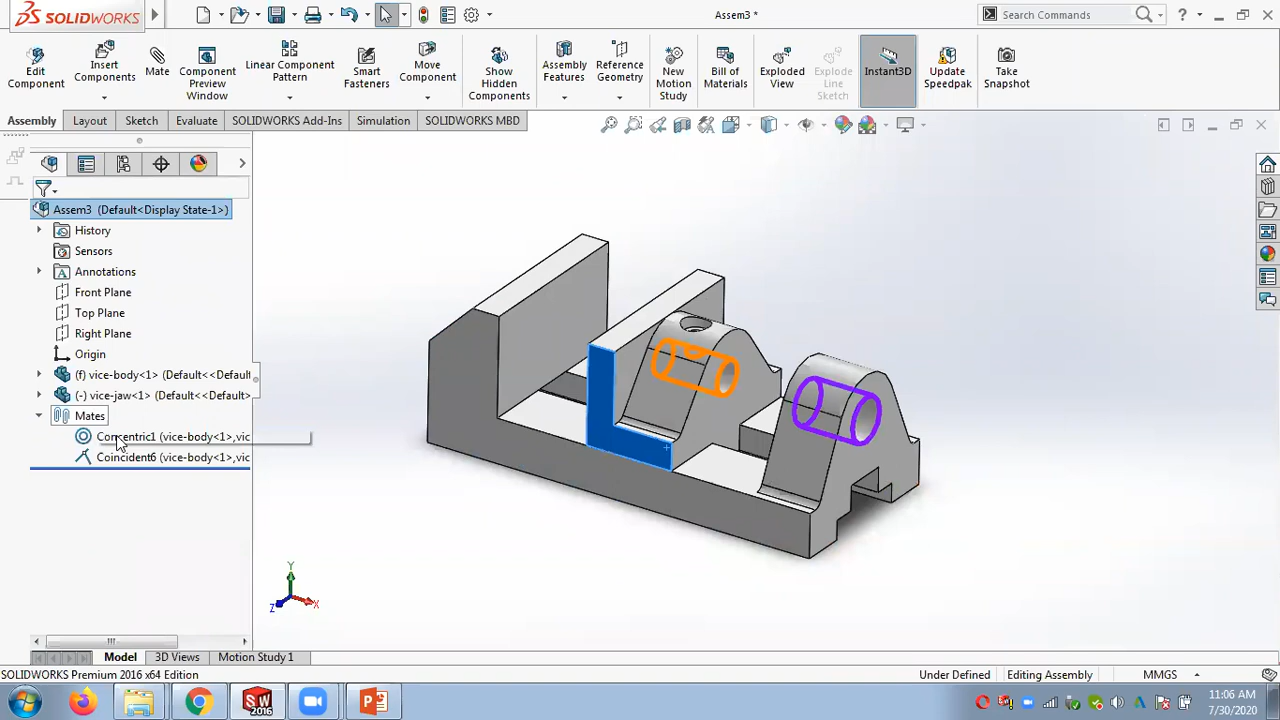 SOLIDWORKS
Assem3 *
Search Commands
?
Edit Component
Insert Components
Mate
Component Preview Window
Linear Component Pattern
Smart Fasteners
Move Component
Show Hidden Components
Assembly Features
Reference Geometry
New Motion Study
Bill of Materials
Exploded View
Explode Line Sketch
Instant3D
Update Speedpak
Take Snapshot
Assembly
Layout
Sketch
Evaluate
SOLIDWORKS Add-Ins
Simulation
SOLIDWORKS MBD
Assem3 (Default<Display State-1>)
History
Sensors
Annotations
Front Plane
Top Plane
Right Plane
Origin
(f) vice-body<1> (Default<<Defaul
(-) vice-jaw<1> (Default<<Default>
Mates
Concentric1 (vice-body<1>,vic
Coincident6 (vice-body<1>,vic
Y
Z
X
Model
3D Views
Motion Study 1
SOLIDWORKS Premium 2016 x64 Edition
Under Defined
Editing Assembly
MMGS
SW
2016
11:06 AM
7/30/2020